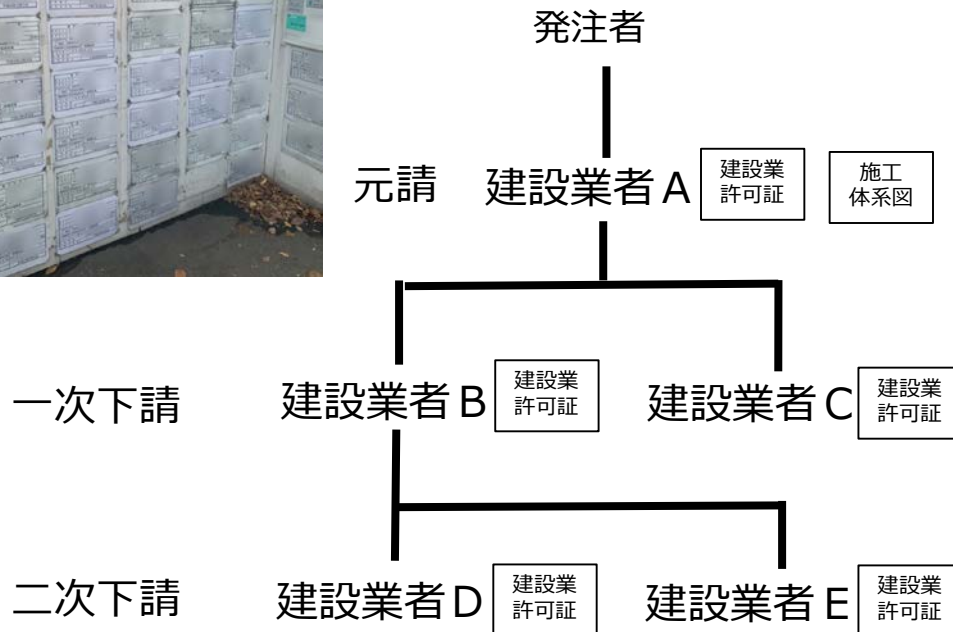 発注者
元請
建設業者A
建設業
許可証
施工
体系図
一次下請
建設業者B
建設業
許可証
建設業者C
建設業
許可証
二次下請
建設業者D
建設業
許可証
建設業者E
建設業
許可証